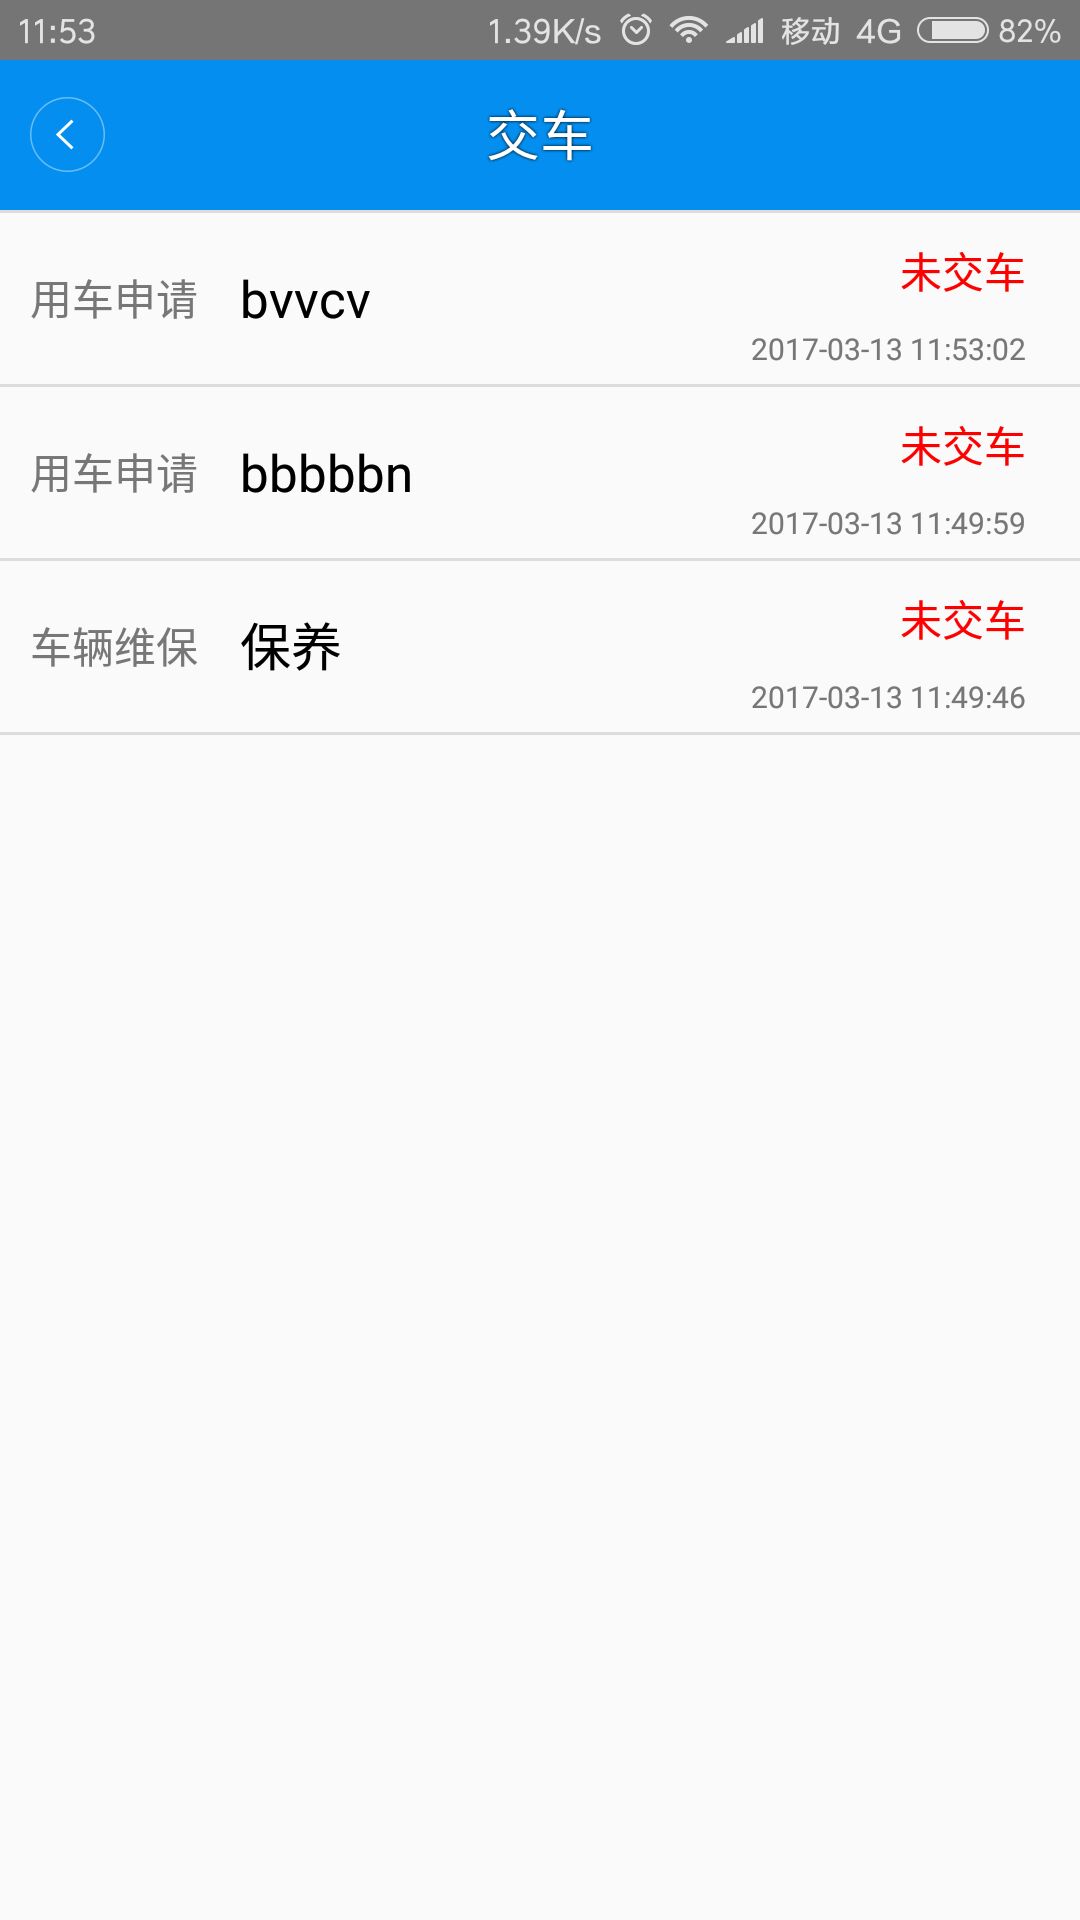 11:53 1.39K/s 移动 4G 82%
交车
用车申请 bvvcv 未交车
2017-03-13 11:53:02
用车申请 bbbbbn 未交车
2017-03-13 11:49:59
车辆维保 保养 未交车
2017-03-13 11:49:46